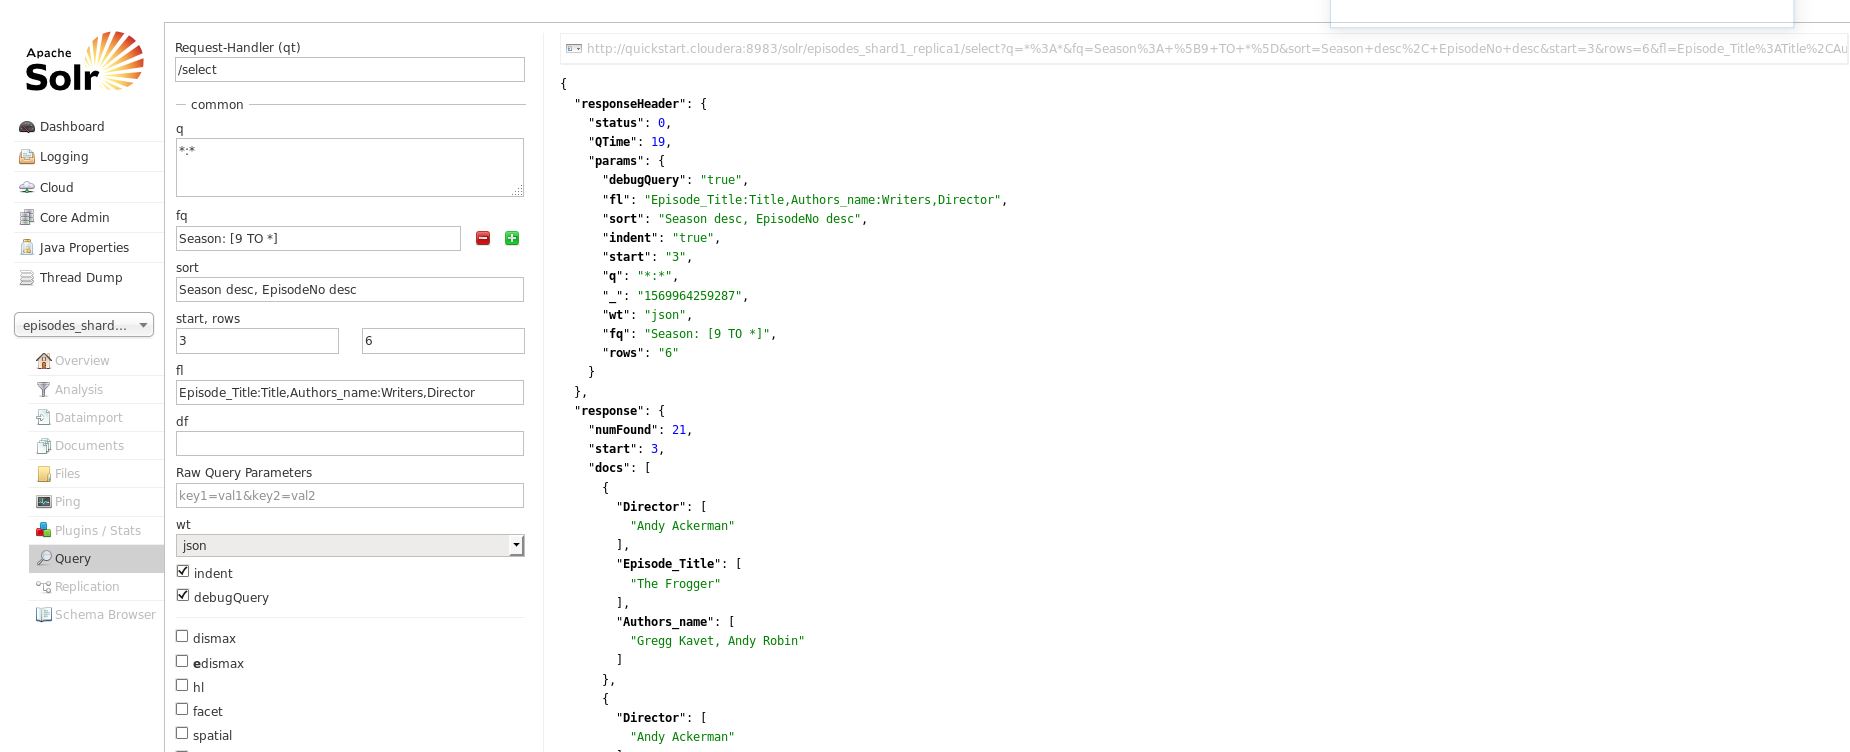 Apache
Solr
Dashboard
Logging
Cloud
Core Admin
Java Properties
Thread Dump
episodes_shard...
Overview
Analysis
Dataimport
Documents
Files
Ping
Plugins / Stats
Query
Replication
Schema Browser
Request-Handler (qt)
/select
common
q
*:*
fq
Season: [9 TO *]
sort
Season desc, EpisodeNo desc
start, rows
3 6
fl
Episode_Title:Title,Authors_name:Writers,Director
df
Raw Query Parameters
key1=val1&key2=val2
wt
json
indent
debugQuery
dismax
edismax
hl
facet
spatial
http://quickstart.cloudera:8983/solr/episodes_shard1_replica1/select?q=*%3A*&fq=Season%3A+%5B9+TO+*%5D&sort=Season+desc%2C+EpisodeNo+desc&start=3&rows=6&fl=Episode_Title%3ATitle%2CAu
{
"responseHeader": {
"status": 0,
"QTime": 19,
"params": {
"debugQuery": "true",
"fl": "Episode_Title:Title,Authors_name:Writers,Director",
"sort": "Season desc, EpisodeNo desc",
"indent": "true",
"start": "3",
"q": "*:*",
"_": "1569964259287",
"wt": "json",
"fq": "Season: [9 TO *]",
"rows": "6"
}
},
"response": {
"numFound": 21,
"start": 3,
"docs": [
{
"Director": [
"Andy Ackerman"
],
"Episode_Title": [
"The Frogger"
],
"Authors_name": [
"Gregg Kavet, Andy Robin"
]
},
{
"Director": [
"Andy Ackerman"